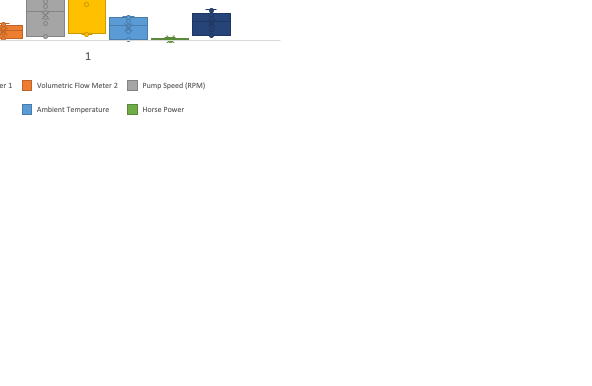 1
er 1 Volumetric Flow Meter 2 Pump Speed (RPM)
Ambient Temperature Horse Power